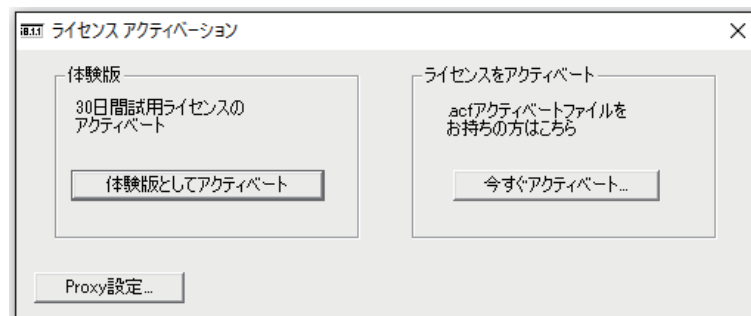 i8.1.1 ライセンス アクティベーション
体験版
30日間試用ライセンスの
アクティベート
体験版としてアクティベート
ライセンスをアクティベート
.acfアクティベートファイルを
お持ちの方はこちら
今すぐアクティベート...
Proxy設定...